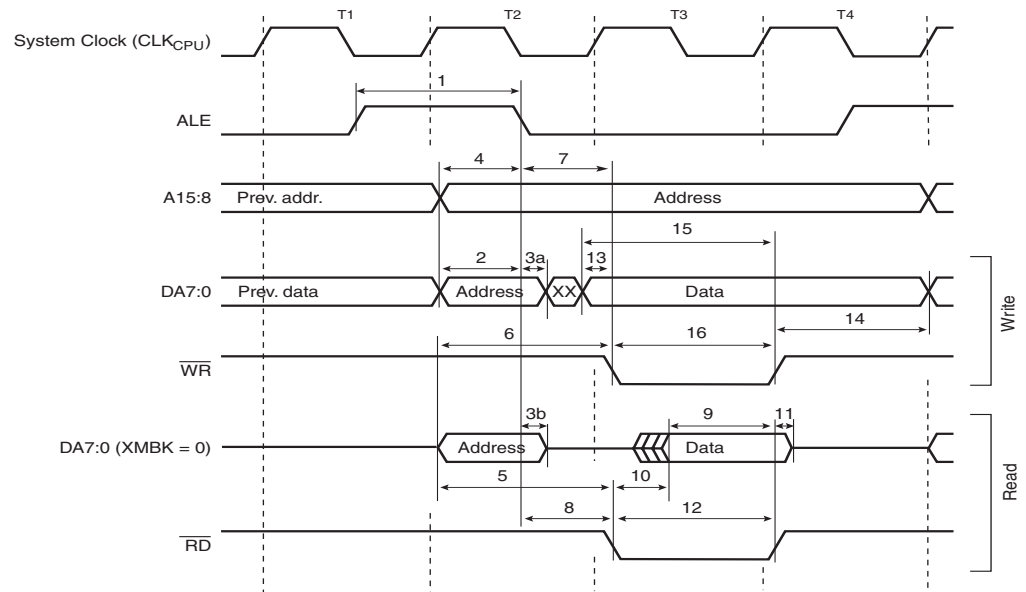 T1 T2 T3 T4
System Clock (CLKCPU)
1
ALE
4 7
A15:8 Prev. addr. Address
15
2 3a 13
DA7:0 Prev. data Address XX Data
14
6 16
WR
Write
3b 9 11
DA7:0 (XMBK = 0) Address Data
5 10
Read
8 12
RD